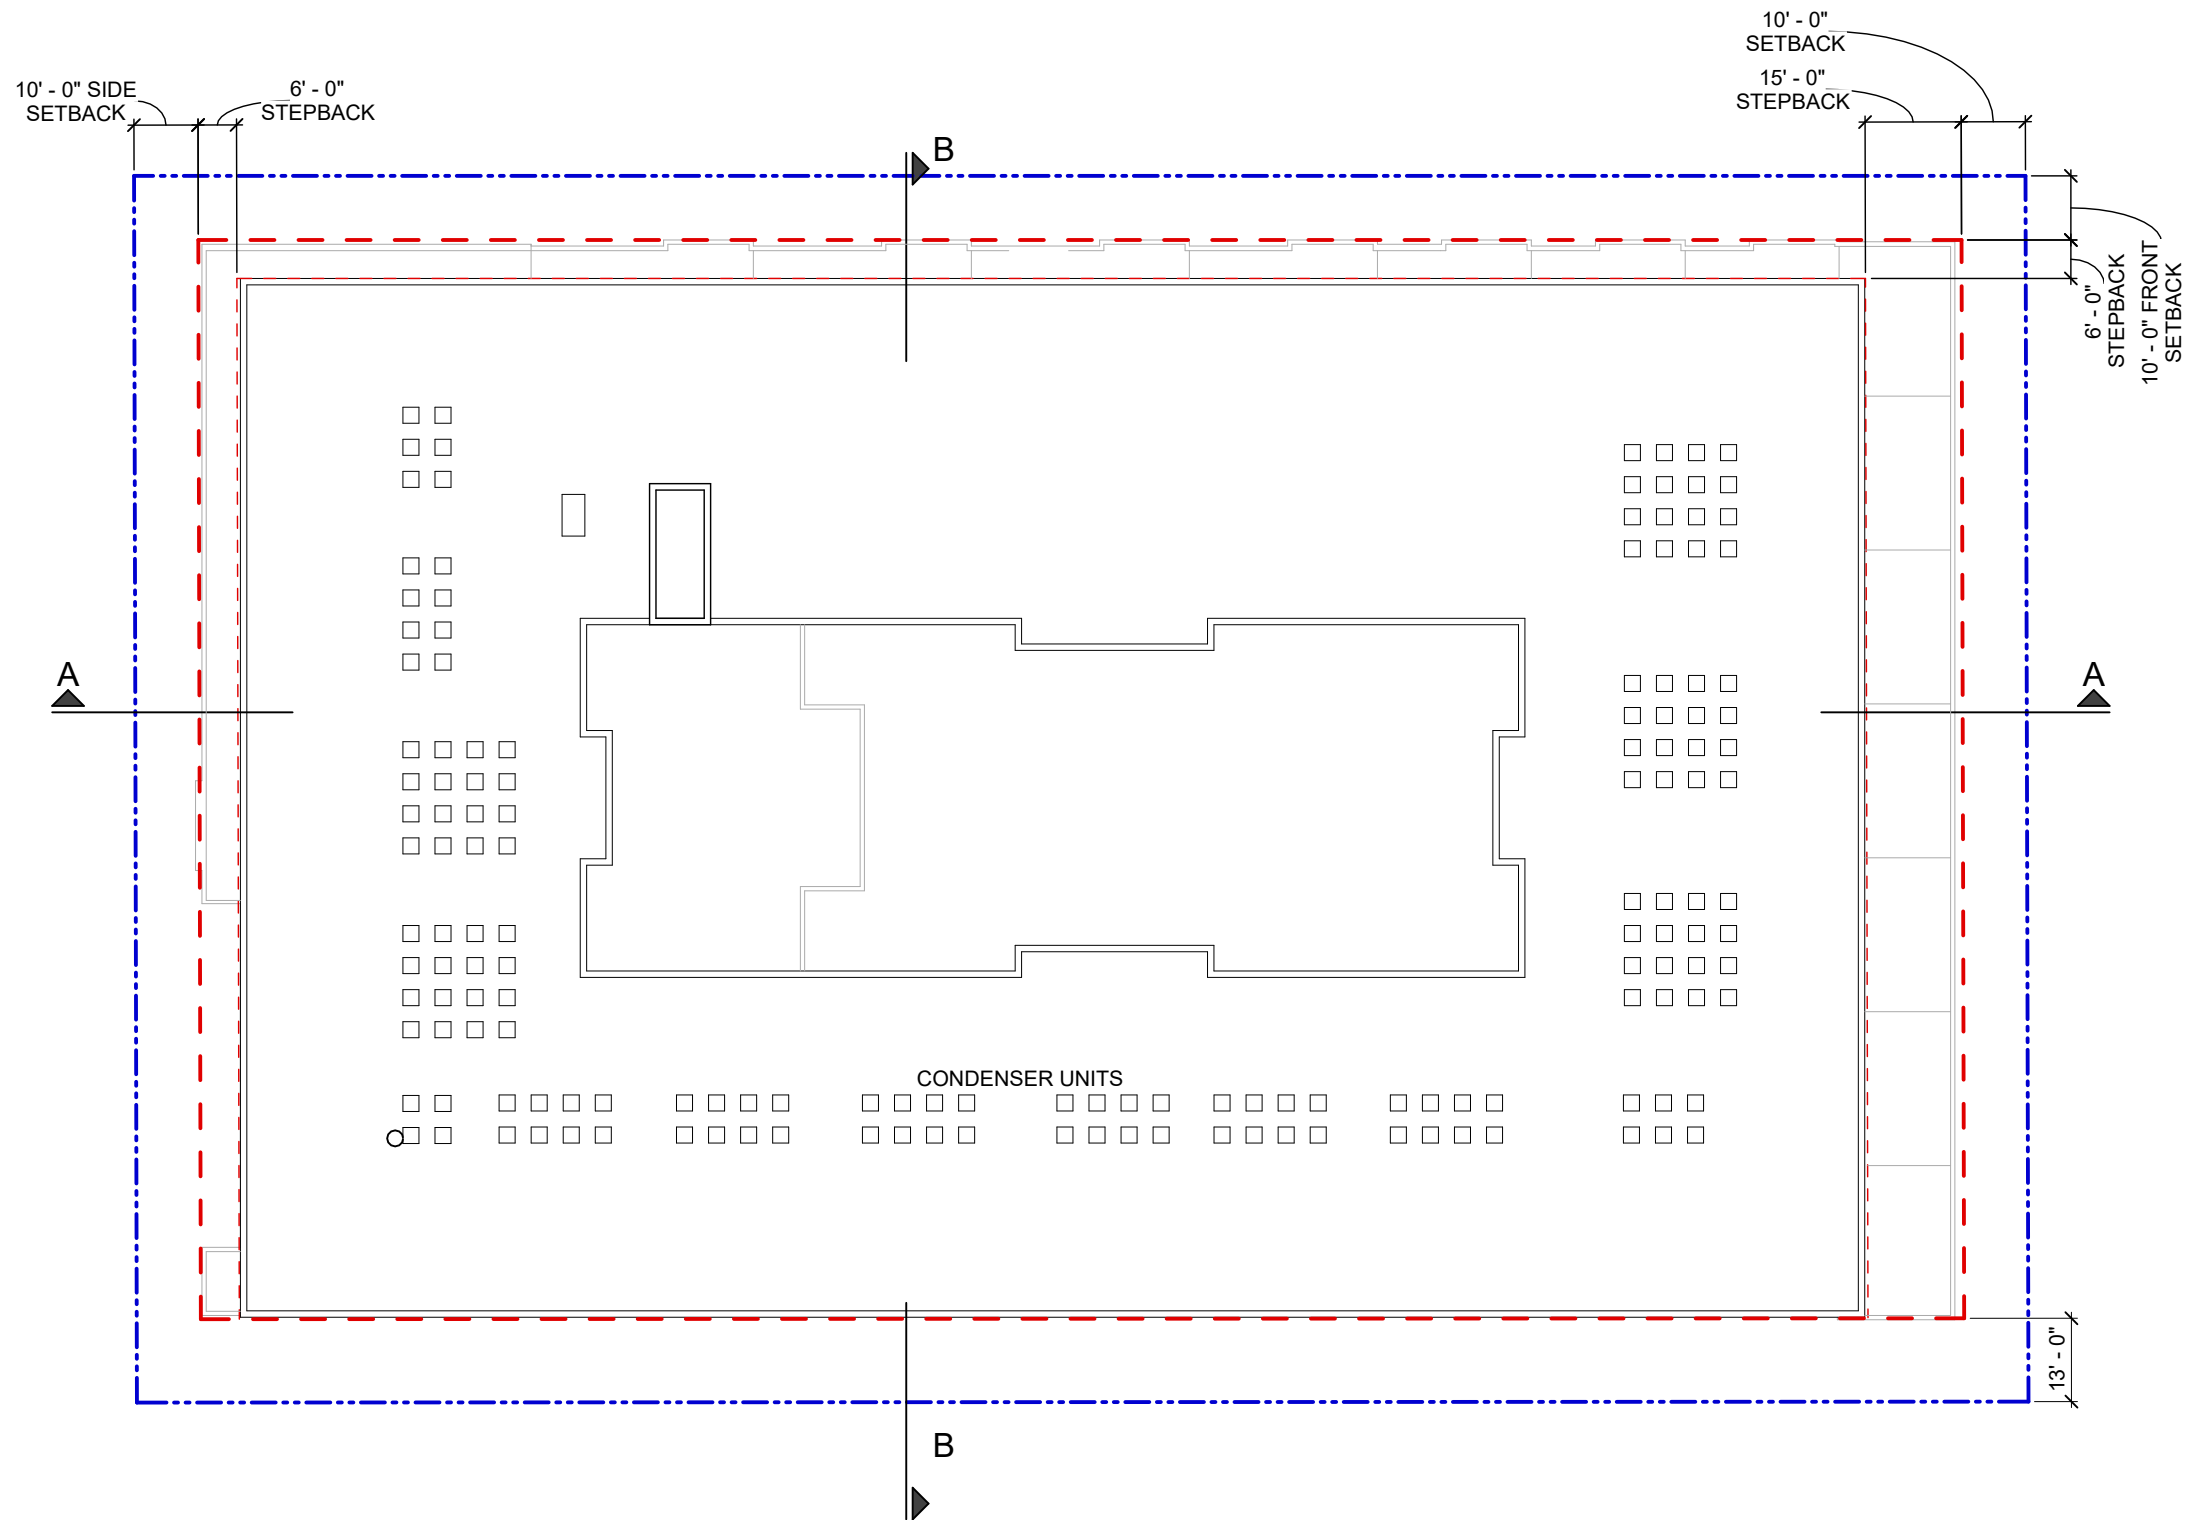 10' - 0"
SETBACK
15' - 0"
STEPBACK
10' - 0" SIDE
SETBACK
6' - 0"
STEPBACK
B
6' - 0"
STEPBACK
10' - 0" FRONT
SETBACK
A
A
CONDENSER UNITS
13' - 0"
B